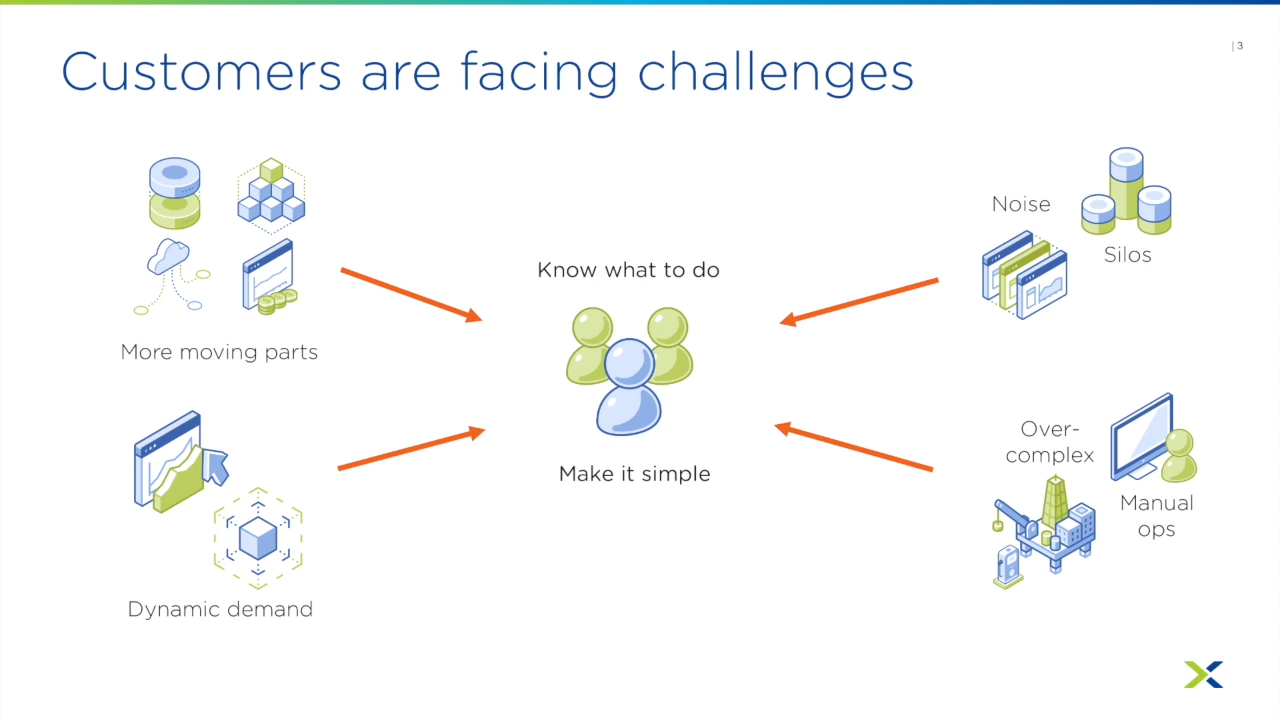 | 3
Customers are facing challenges
More moving parts
Dynamic demand
Know what to do
Make it simple
Noise
Silos
Over-
complex
Manual
ops